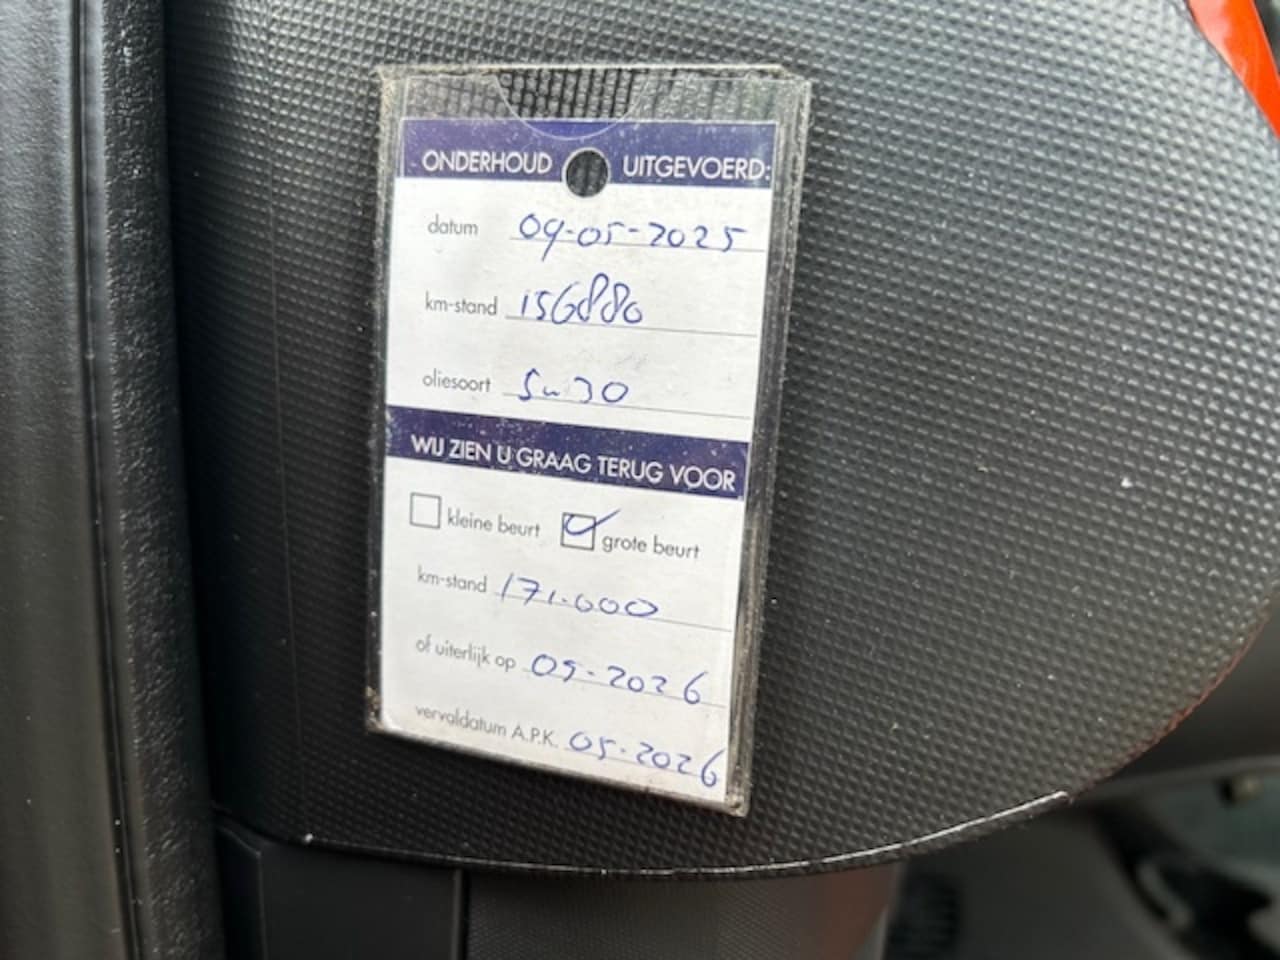 ONDERHOUD UITGEVOERD:
datum 09-05-2025
km-stand 156880
oliesoort 5w30
WIJ ZIEN U GRAAG TERUG VOOR
kleine beurt grote beurt
km-stand 171.000
of uiterlijk op 05-2026
vervaldatum A.P.K. 05-2026